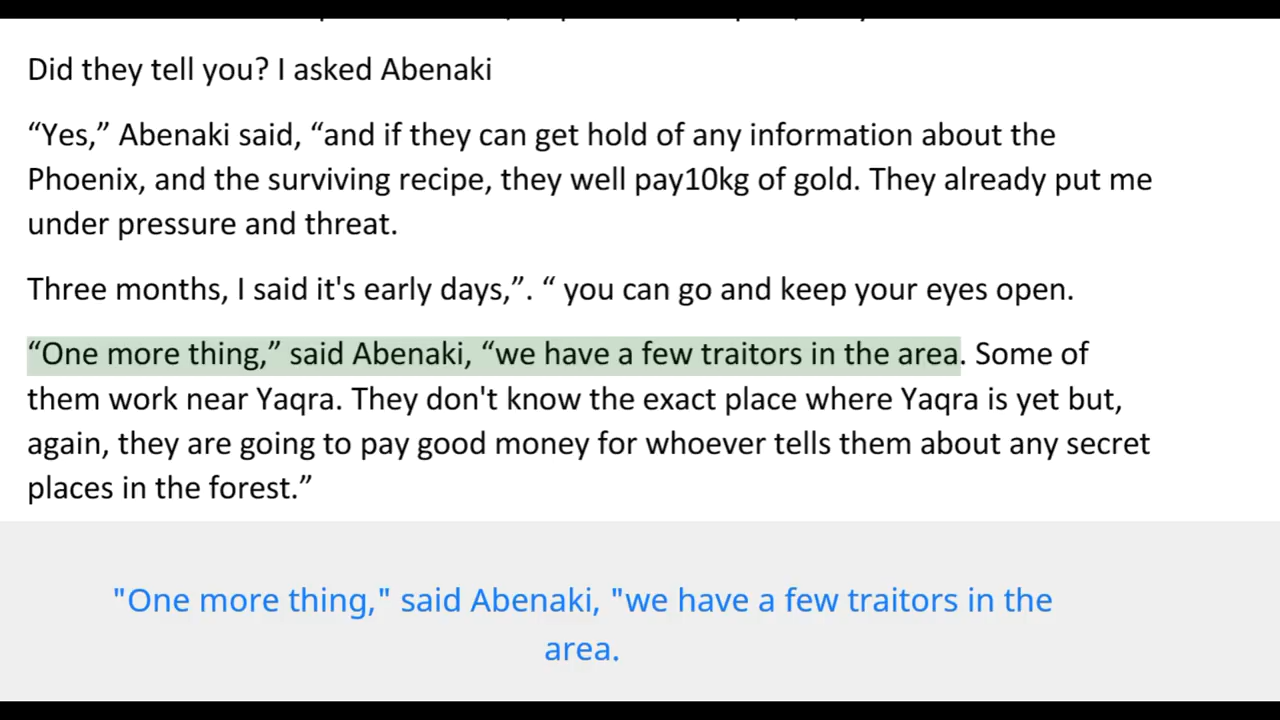 Did they tell you? I asked Abenaki
“Yes,” Abenaki said, “and if they can get hold of any information about the
Phoenix, and the surviving recipe, they well pay10kg of gold. They already put me
under pressure and threat.
Three months, I said it's early days,”. “ you can go and keep your eyes open.
“One more thing,” said Abenaki, “we have a few traitors in the area. Some of
them work near Yaqra. They don't know the exact place where Yaqra is yet but,
again, they are going to pay good money for whoever tells them about any secret
places in the forest.”
"One more thing," said Abenaki, "we have a few traitors in the
area.